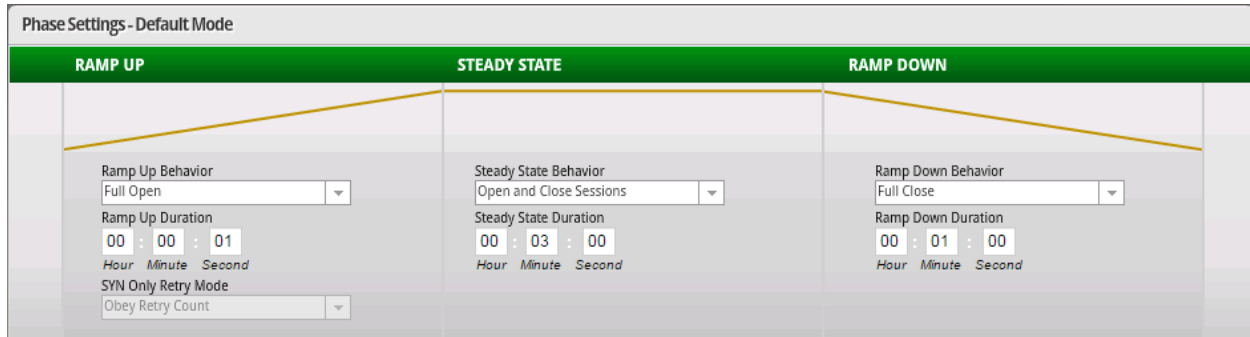 Phase Settings - Default Mode
RAMP UP STEADY STATE RAMP DOWN
Ramp Up Behavior Steady State Behavior Ramp Down Behavior
Full Open Open and Close Sessions Full Close
Ramp Up Duration Steady State Duration Ramp Down Duration
00 : 00 : 01 00 : 03 : 00 00 : 01 : 00
Hour Minute Second Hour Minute Second Hour Minute Second
SYN Only Retry Mode
Obey Retry Count